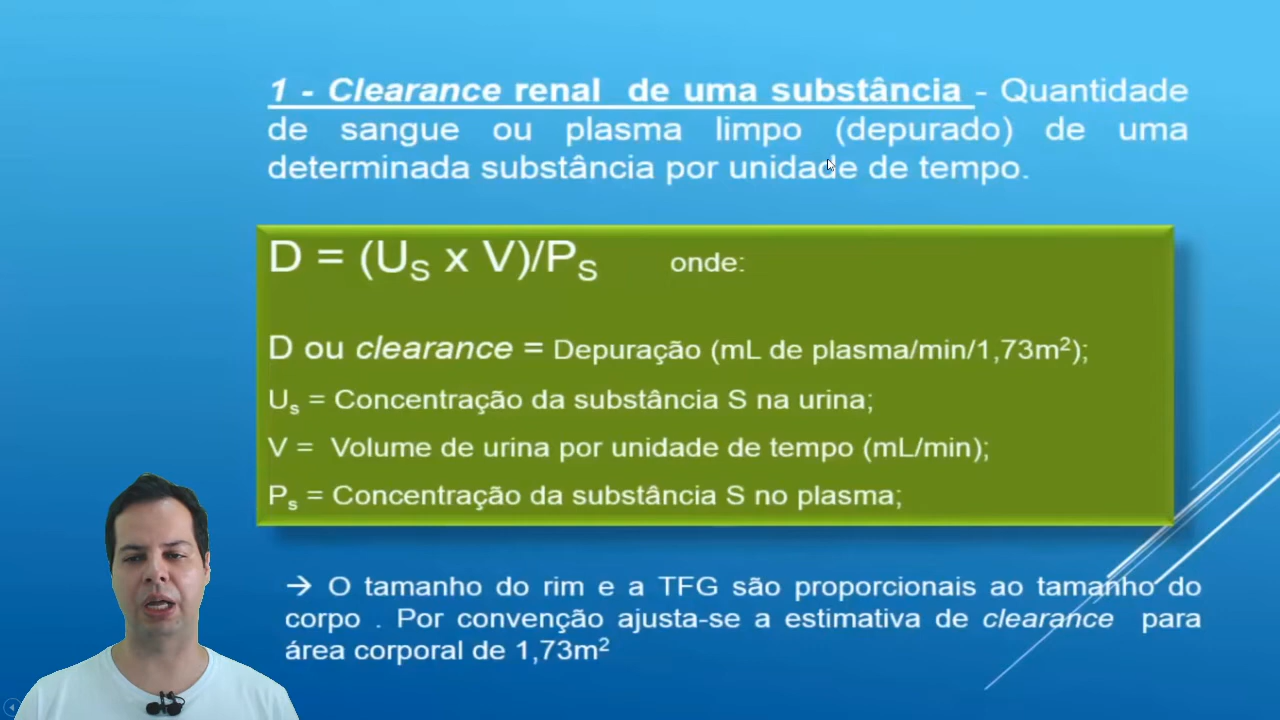 1 - Clearance renal de uma substância - Quantidade
de sangue ou plasma limpo (depurado) de uma
determinada substância por unidade de tempo.
D = (US x V)/PS onde:
D ou clearance = Depuração (mL de plasma/min/1,73m²);
Us = Concentração da substância S na urina;
V = Volume de urina por unidade de tempo (mL/min);
Ps = Concentração da substância S no plasma;
→ O tamanho do rim e a TFG são proporcionais ao tamanho do
corpo . Por convenção ajusta-se a estimativa de clearance para
área corporal de 1,73m²